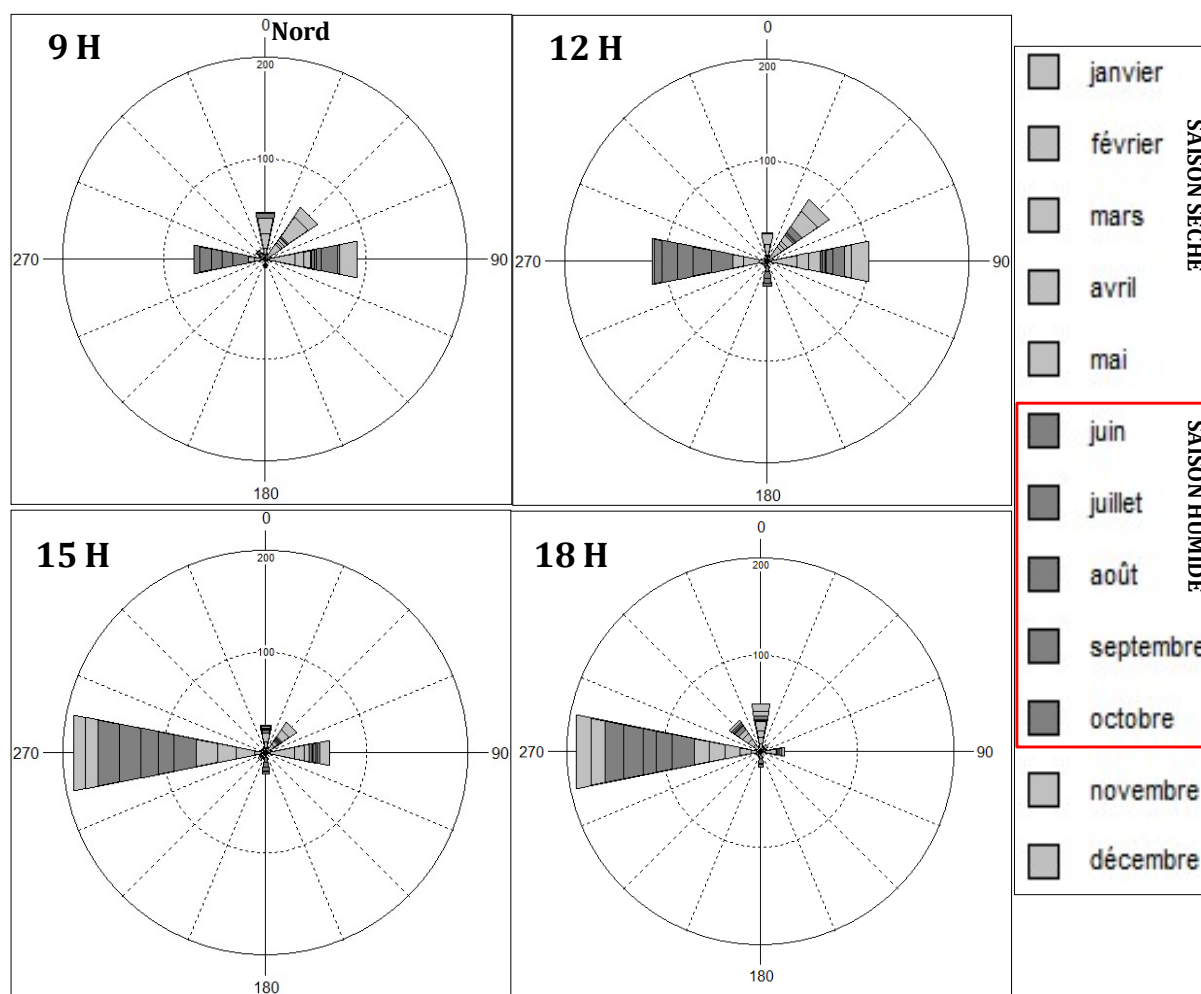 9 H
0
Nord
200
100
270
90
180
12 H
0
200
100
270
90
180
15 H
0
200
100
270
90
180
18 H
0
200
100
270
90
180
janvier
février
mars
avril
mai
SAISON SECHE
juin
juillet
août
septembre
octobre
SAISON HUMIDE
novembre
décembre